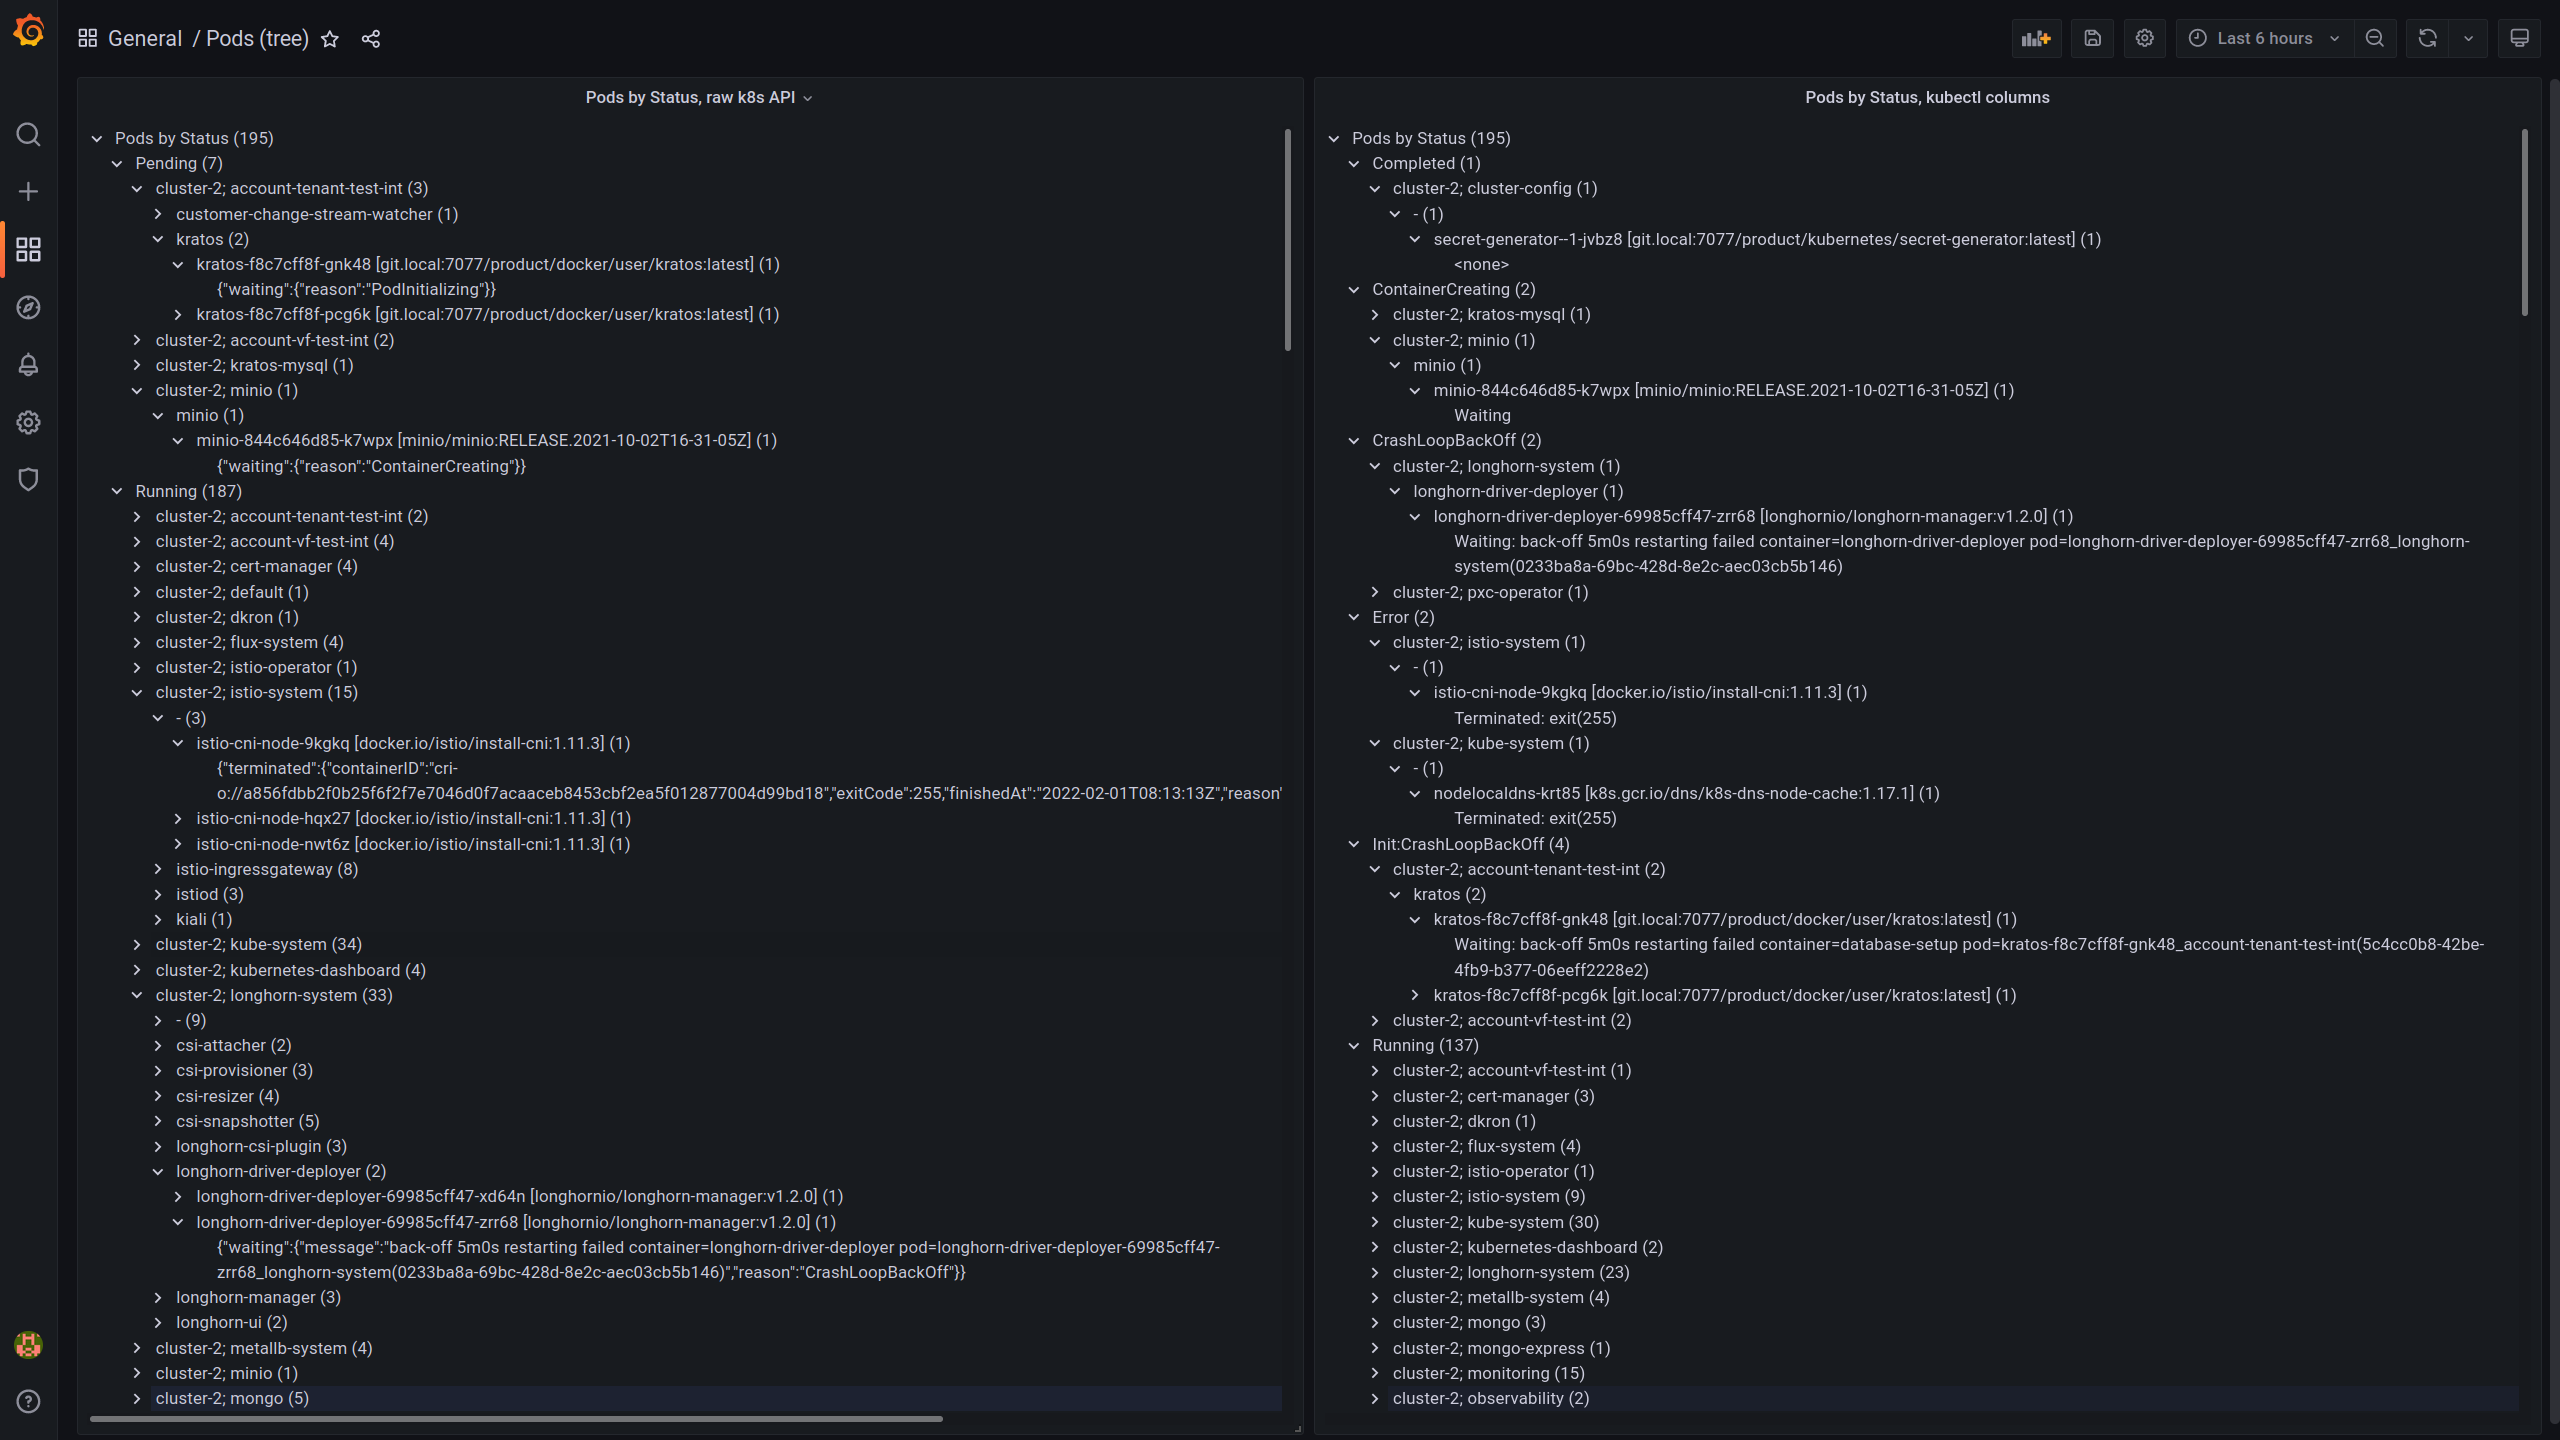 General / Pods (tree)
Last 6 hours
Pods by Status, raw k8s API
Pods by Status (195)
Pending (7)
cluster-2; account-tenant-test-int (3)
customer-change-stream-watcher (1)
kratos (2)
kratos-f8c7cff8f-gnk48 [git.local:7077/product/docker/user/kratos:latest] (1)
{"waiting":{"reason":"PodInitializing"}}
kratos-f8c7cff8f-pcg6k [git.local:7077/product/docker/user/kratos:latest] (1)
cluster-2; account-vf-test-int (2)
cluster-2; kratos-mysql (1)
cluster-2; minio (1)
minio (1)
minio-844c646d85-k7wpx [minio/minio:RELEASE.2021-10-02T16-31-05Z] (1)
{"waiting":{"reason":"ContainerCreating"}}
Running (187)
cluster-2; account-tenant-test-int (2)
cluster-2; account-vf-test-int (4)
cluster-2; cert-manager (4)
cluster-2; default (1)
cluster-2; dkron (1)
cluster-2; flux-system (4)
cluster-2; istio-operator (1)
cluster-2; istio-system (15)
- (3)
istio-cni-node-9kgkq [docker.io/istio/install-cni:1.11.3] (1)
{"terminated":{"containerID":"cri-
o://a856fdbb2f0b25f6f2f7e7046d0f7acaaceb8453cbf2ea5f012877004d99bd18","exitCode":255,"finishedAt":"2022-02-01T08:13:13Z","reason"
istio-cni-node-hqx27 [docker.io/istio/install-cni:1.11.3] (1)
istio-cni-node-nwt6z [docker.io/istio/install-cni:1.11.3] (1)
istio-ingressgateway (8)
istiod (3)
kiali (1)
cluster-2; kube-system (34)
cluster-2; kubernetes-dashboard (4)
cluster-2; longhorn-system (33)
- (9)
csi-attacher (2)
csi-provisioner (3)
csi-resizer (4)
csi-snapshotter (5)
longhorn-csi-plugin (3)
longhorn-driver-deployer (2)
longhorn-driver-deployer-69985cff47-xd64n [longhornio/longhorn-manager:v1.2.0] (1)
longhorn-driver-deployer-69985cff47-zrr68 [longhornio/longhorn-manager:v1.2.0] (1)
{"waiting":{"message":"back-off 5m0s restarting failed container=longhorn-driver-deployer pod=longhorn-driver-deployer-69985cff47-
zrr68_longhorn-system(0233ba8a-69bc-428d-8e2c-aec03cb5b146)","reason":"CrashLoopBackOff"}}
longhorn-manager (3)
longhorn-ui (2)
cluster-2; metallb-system (4)
cluster-2; minio (1)
cluster-2; mongo (5)
Pods by Status, kubectl columns
Pods by Status (195)
Completed (1)
cluster-2; cluster-config (1)
- (1)
secret-generator--1-jvbz8 [git.local:7077/product/kubernetes/secret-generator:latest] (1)
<none>
ContainerCreating (2)
cluster-2; kratos-mysql (1)
cluster-2; minio (1)
minio (1)
minio-844c646d85-k7wpx [minio/minio:RELEASE.2021-10-02T16-31-05Z] (1)
Waiting
CrashLoopBackOff (2)
cluster-2; longhorn-system (1)
longhorn-driver-deployer (1)
longhorn-driver-deployer-69985cff47-zrr68 [longhornio/longhorn-manager:v1.2.0] (1)
Waiting: back-off 5m0s restarting failed container=longhorn-driver-deployer pod=longhorn-driver-deployer-69985cff47-zrr68_longhorn-
system(0233ba8a-69bc-428d-8e2c-aec03cb5b146)
cluster-2; pxc-operator (1)
Error (2)
cluster-2; istio-system (1)
- (1)
istio-cni-node-9kgkq [docker.io/istio/install-cni:1.11.3] (1)
Terminated: exit(255)
cluster-2; kube-system (1)
- (1)
nodelocaldns-krt85 [k8s.gcr.io/dns/k8s-dns-node-cache:1.17.1] (1)
Terminated: exit(255)
Init:CrashLoopBackOff (4)
cluster-2; account-tenant-test-int (2)
kratos (2)
kratos-f8c7cff8f-gnk48 [git.local:7077/product/docker/user/kratos:latest] (1)
Waiting: back-off 5m0s restarting failed container=database-setup pod=kratos-f8c7cff8f-gnk48_account-tenant-test-int(5c4cc0b8-42be-
4fb9-b377-06eeff2228e2)
kratos-f8c7cff8f-pcg6k [git.local:7077/product/docker/user/kratos:latest] (1)
cluster-2; account-vf-test-int (2)
Running (137)
cluster-2; account-vf-test-int (1)
cluster-2; cert-manager (3)
cluster-2; dkron (1)
cluster-2; flux-system (4)
cluster-2; istio-operator (1)
cluster-2; istio-system (9)
cluster-2; kube-system (30)
cluster-2; kubernetes-dashboard (2)
cluster-2; longhorn-system (23)
cluster-2; metallb-system (4)
cluster-2; mongo (3)
cluster-2; mongo-express (1)
cluster-2; monitoring (15)
cluster-2; observability (2)